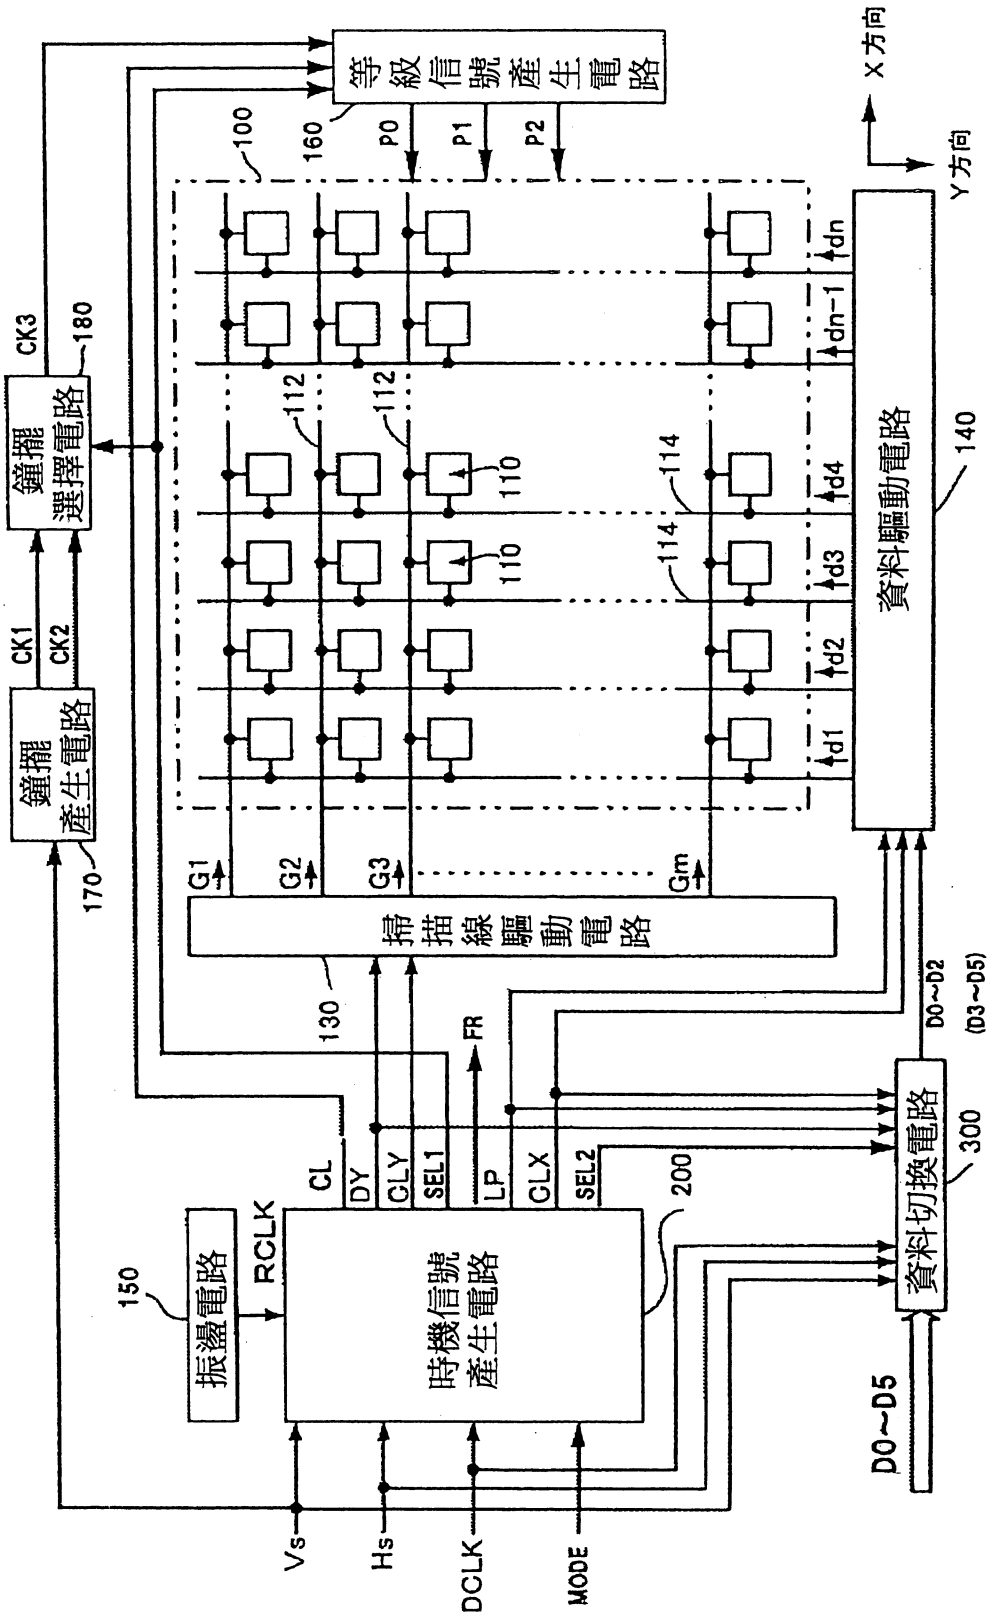 鐘擺
產生電路
170
CK1
CK2
鐘擺
選擇電路
180
CK3
等級信號產生電路
160
P0
P1
P2
100
振盪電路
150
RCLK
Vs
Hs
DCLK
MODE
時機信號
產生電路
200
CL
DY
CLY
SEL1
FR
LP
CLX
SEL2
掃描線驅動電路
130
G1
G2
G3
Gm
112
112
110
110
114
114
d1
d2
d3
d4
dn-1
dn
資料驅動電路
140
X方向
Y方向
D0~D5
資料切換電路
300
D0~D2
(D3~D5)